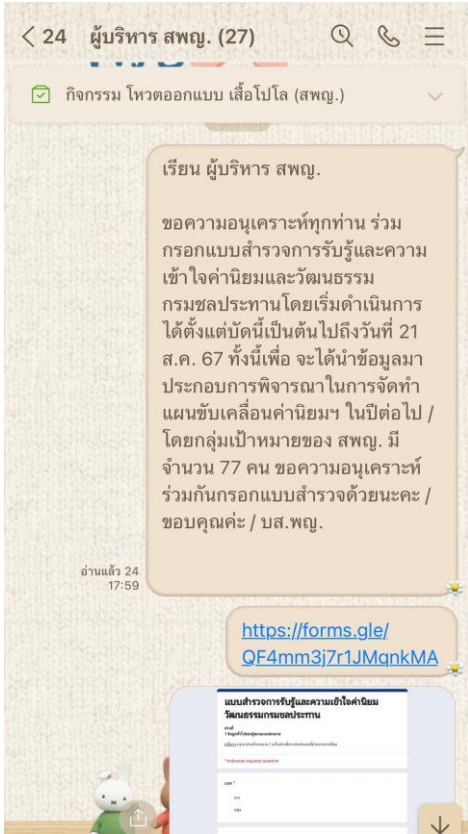 24 ผู้บริหาร สพญ. (27)
กิจกรรม โหวตออกแบบ เสื้อโปโล (สพญ.)
เรียน ผู้บริหาร สพญ.
ขอความอนุเคราะห์ทุกท่าน ร่วม
กรอกแบบสำรวจการรับรู้และความ
เข้าใจค่านิยมและวัฒนธรรม
กรมชลประทานโดยเริ่มดำเนินการ
ได้ตั้งแต่บัดนี้เป็นต้นไปถึงวันที่ 21
ส.ค. 67 ทั้งนี้เพื่อ จะได้นำข้อมูลมา
ประกอบการพิจารณาในการจัดทำ
แผนขับเคลื่อนค่านิยมฯ ในปีต่อไป /
โดยกลุ่มเป้าหมายของ สพญ. มี
จำนวน 77 คน ขอความอนุเคราะห์
ร่วมกันกรอกแบบสำรวจด้วยนะคะ /
ขอบคุณค่ะ / บส.พญ.
อ่านแล้ว 24
17:59
https://forms.gle/
QF4mm3j7r1JMqnkMA
แบบสำรวจการรับรู้และความเข้าใจค่านิยม
วัฒนธรรมกรมชลประทาน
* Indicates required question
เพศ *
ชาย
หญิง